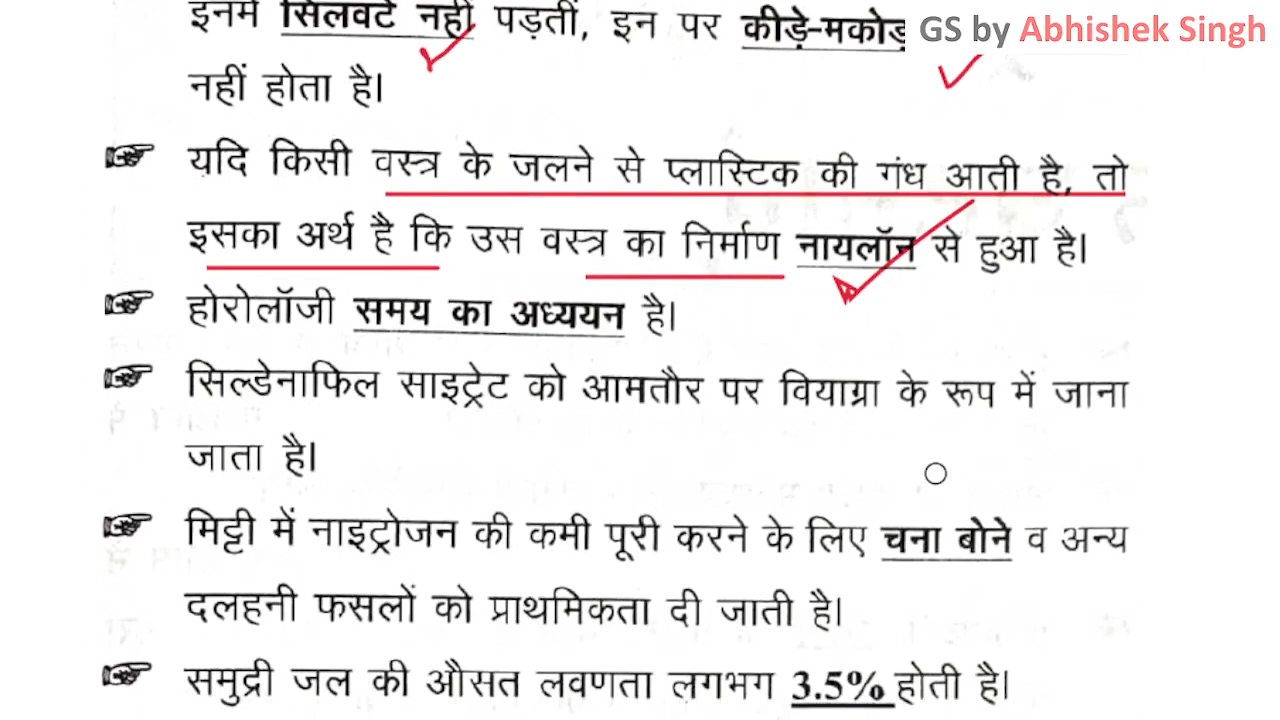 इनमें सिलवटें नहीं पड़तीं, इन पर
GS by Abhishek Singh
नहीं होता है।
यदि किसी वस्त्र के जलने से प्लास्टिक की गंध आती है, तो
इसका अर्थ है कि उस वस्त्र का निर्माण नायलॉन से हुआ है।
होरोलॉजी समय का अध्ययन है।
सिल्डेनाफिल साइट्रेट को आमतौर पर वियाग्रा के रूप में जाना
जाता है।
मिट्टी में नाइट्रोजन की कमी पूरी करने के लिए चना बोने व अन्य
दलहनी फसलों को प्राथमिकता दी जाती है।
समुद्री जल की औसत लवणता लगभग 3.5% होती है।